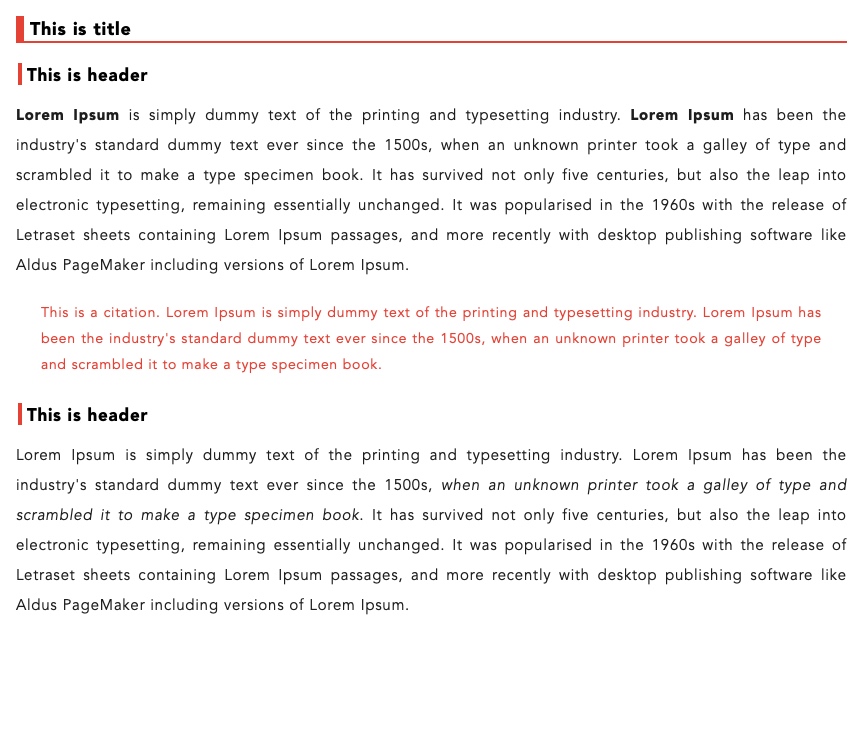 This is title
This is header
Lorem Ipsum is simply dummy text of the printing and typesetting industry. Lorem Ipsum has been the
industry's standard dummy text ever since the 1500s, when an unknown printer took a galley of type and
scrambled it to make a type specimen book. It has survived not only five centuries, but also the leap into
electronic typesetting, remaining essentially unchanged. It was popularised in the 1960s with the release of
Letraset sheets containing Lorem Ipsum passages, and more recently with desktop publishing software like
Aldus PageMaker including versions of Lorem Ipsum.
This is a citation. Lorem Ipsum is simply dummy text of the printing and typesetting industry. Lorem Ipsum has
been the industry's standard dummy text ever since the 1500s, when an unknown printer took a galley of type
and scrambled it to make a type specimen book.
This is header
Lorem Ipsum is simply dummy text of the printing and typesetting industry. Lorem Ipsum has been the
industry's standard dummy text ever since the 1500s, when an unknown printer took a galley of type and
scrambled it to make a type specimen book. It has survived not only five centuries, but also the leap into
electronic typesetting, remaining essentially unchanged. It was popularised in the 1960s with the release of
Letraset sheets containing Lorem Ipsum passages, and more recently with desktop publishing software like
Aldus PageMaker including versions of Lorem Ipsum.